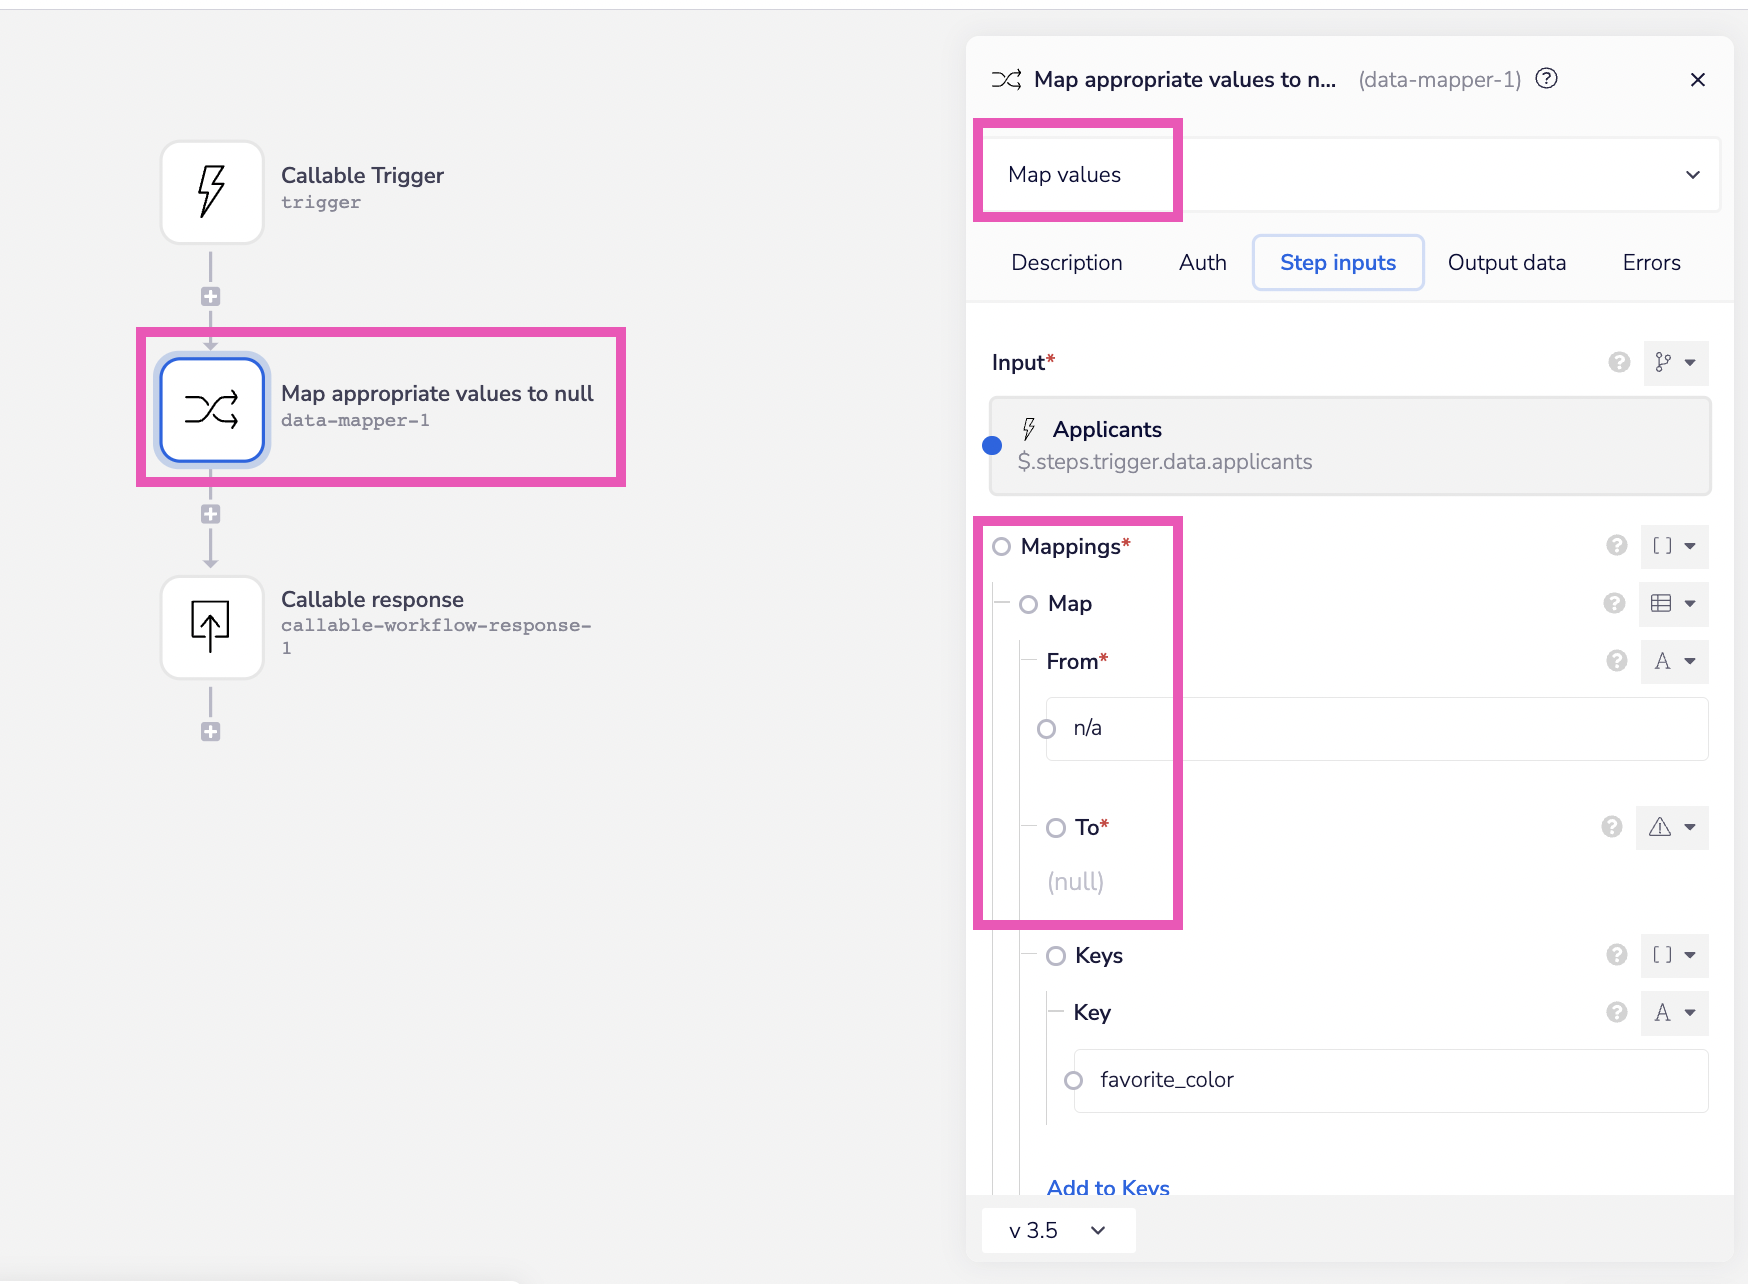 Callable Trigger
trigger
Map appropriate values to null
data-mapper-1
Callable response
callable-workflow-response-
1
Map appropriate values to n... (data-mapper-1)
Map values
Description Auth Step inputs Output data Errors
Input*
Applicants
$.steps.trigger.data.applicants
Mappings*
Map
From*
n/a
To*
(null)
Keys
Key
favorite_color
Add to Keys
v 3.5